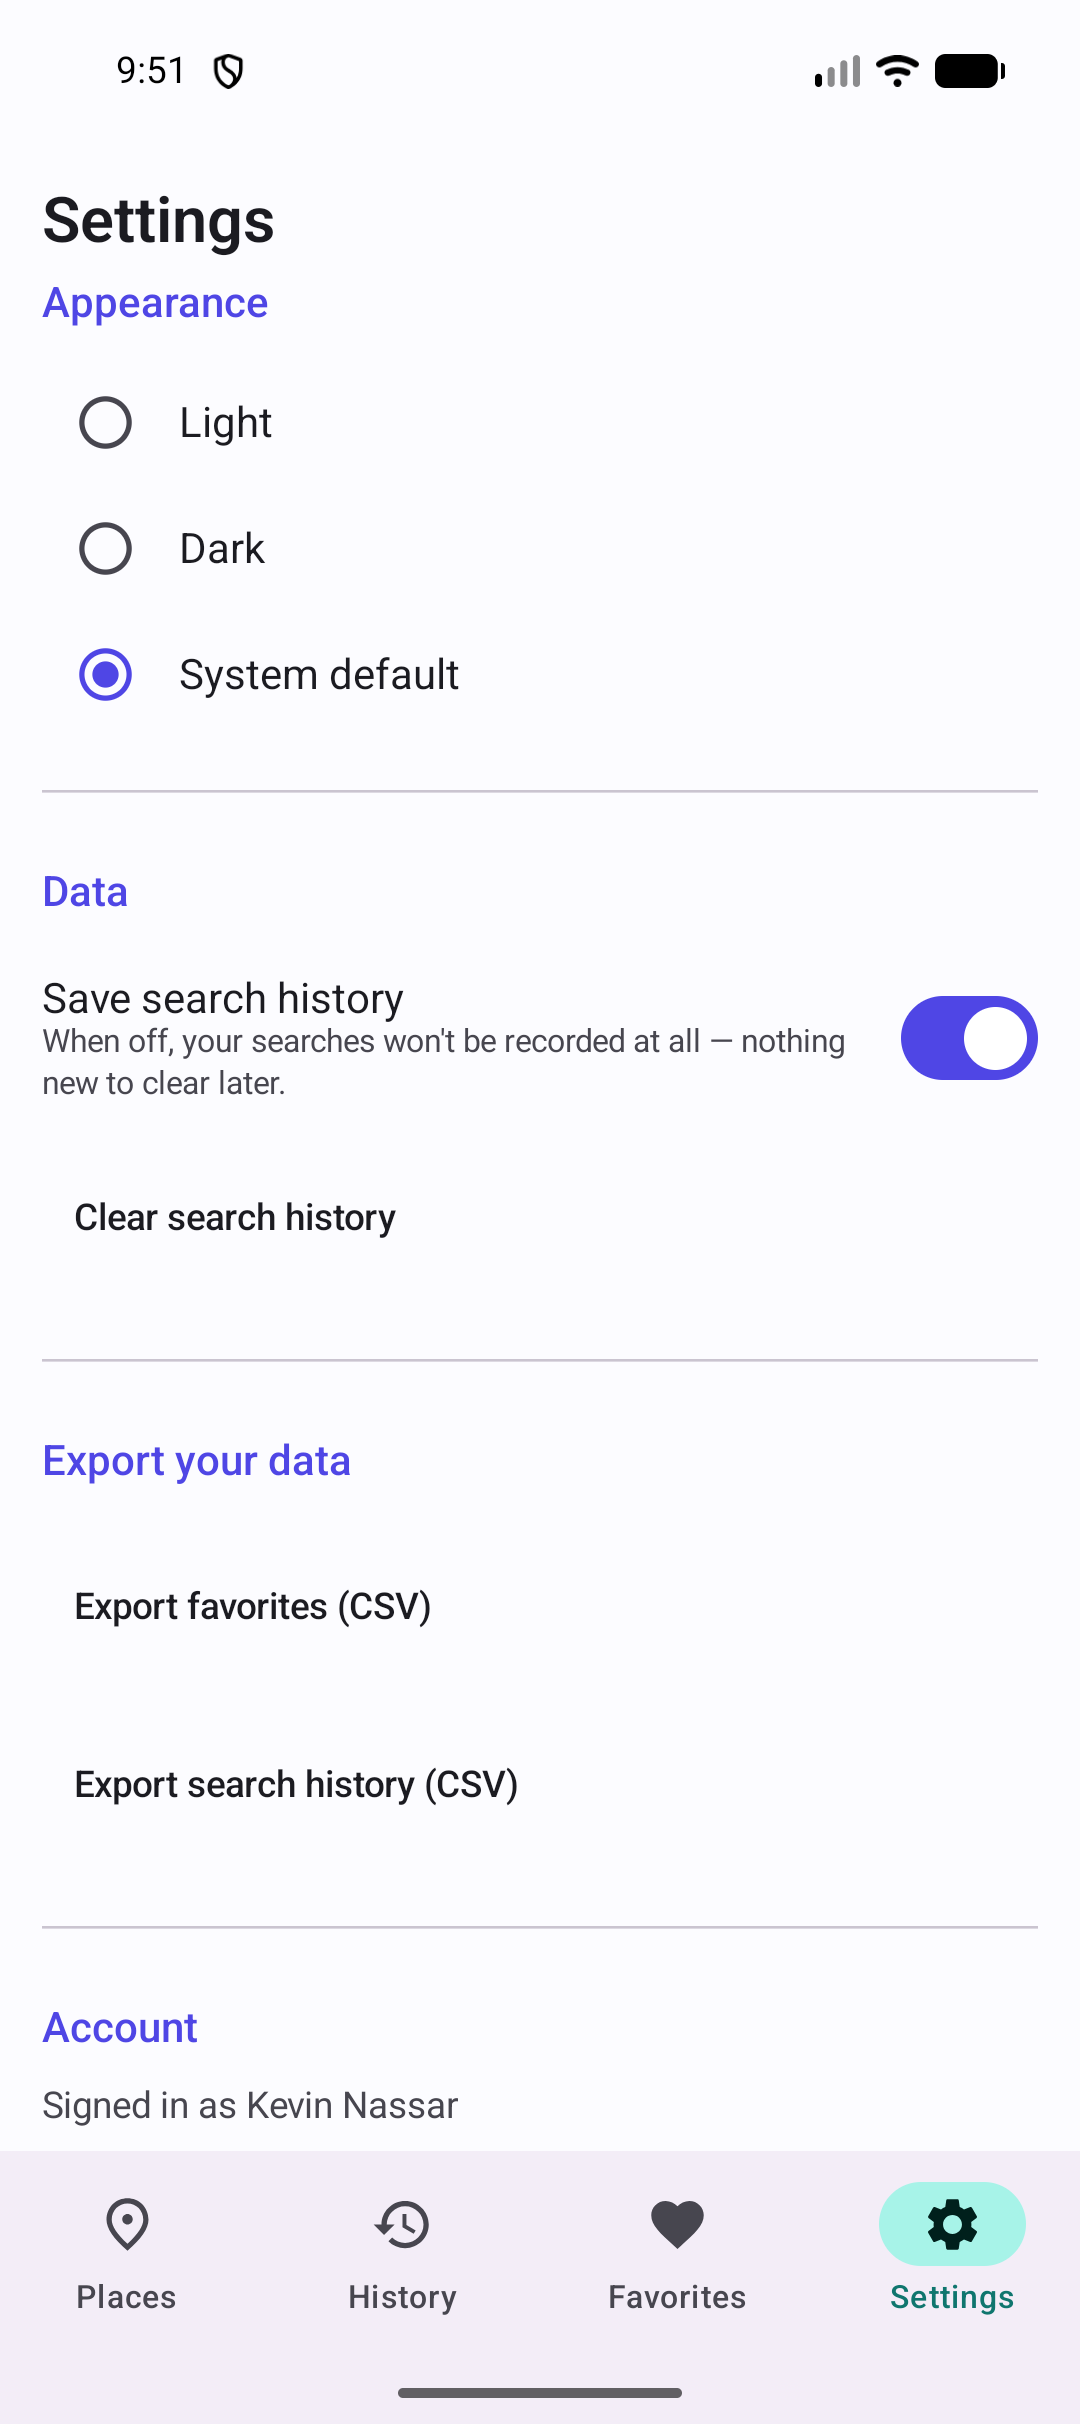 9:51
Settings
Appearance
Light
Dark
System default
Data
Save search history
When off, your searches won't be recorded at all — nothing
new to clear later.
Clear search history
Export your data
Export favorites (CSV)
Export search history (CSV)
Account
Signed in as Kevin Nassar
Places
History
Favorites
Settings